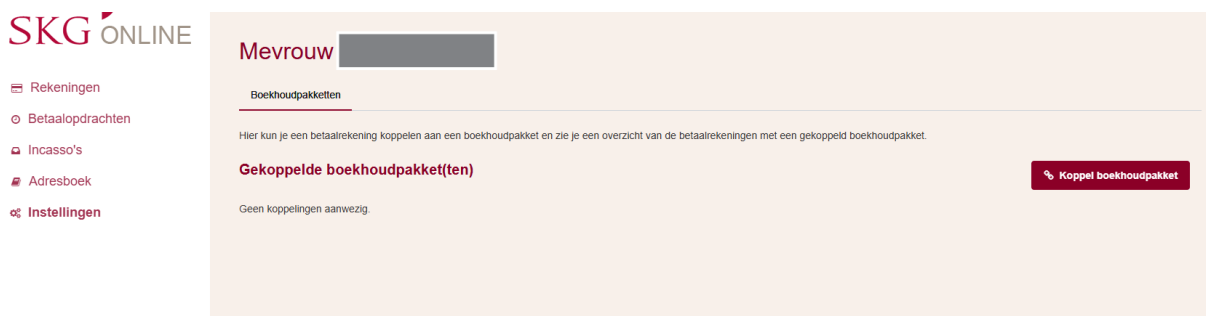 SKG ONLINE
Rekeningen
Betaalopdrachten
Incasso's
Adresboek
Instellingen
Mevrouw
Boekhoudpakketten
Hier kun je een betaalrekening koppelen aan een boekhoudpakket en zie je een overzicht van de betaalrekeningen met een gekoppeld boekhoudpakket.
Gekoppelde boekhoudpakket(ten)
Koppel boekhoudpakket
Geen koppelingen aanwezig.